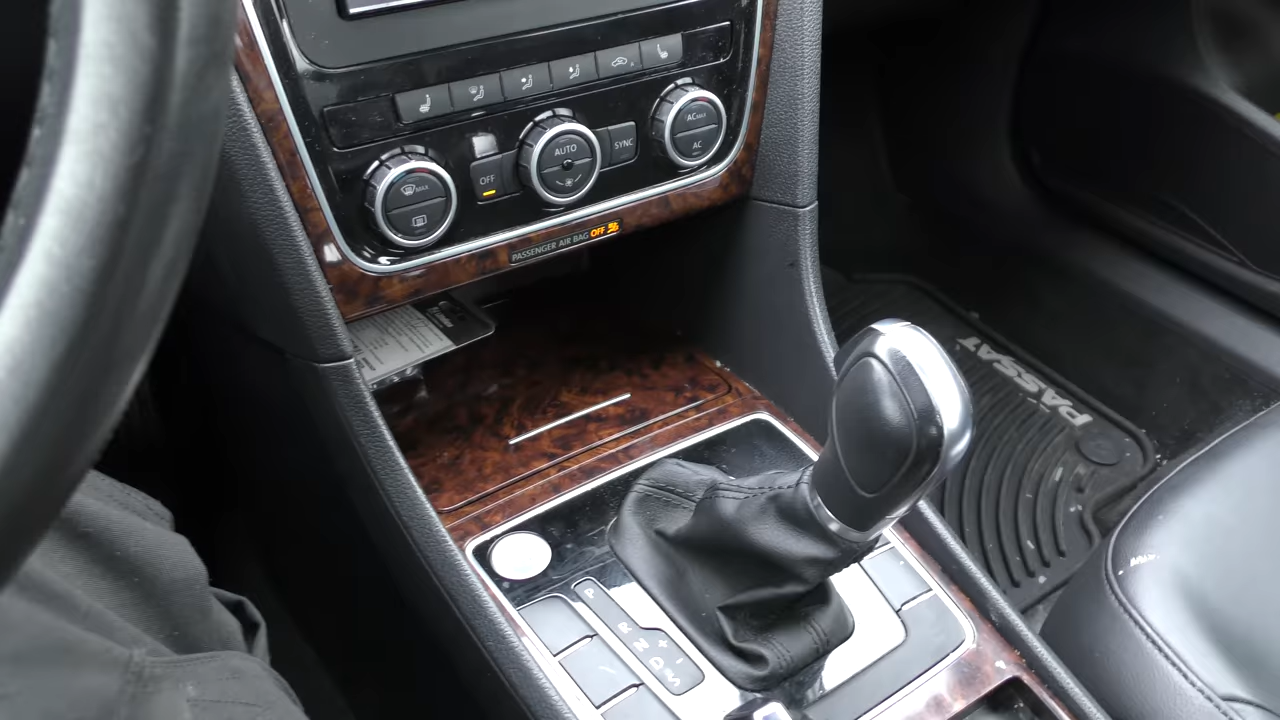 MAX
OFF
AUTO
SYNC
AC MAX
AC
PASSENGER AIR BAG OFF
PASSAT
P
R
N
D
S
+
-